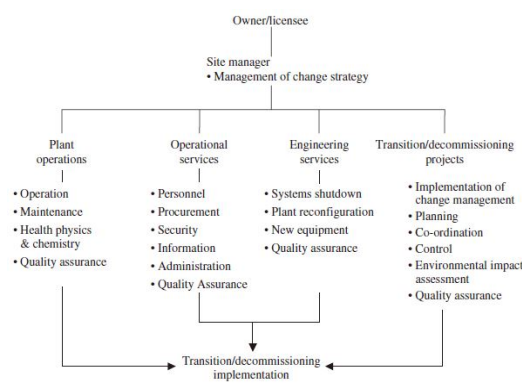 Owner/licensee
Site manager
• Management of change strategy
Plant
operations
• Operation
• Maintenance
• Health physics
& chemistry
• Quality assurance
Operational
services
• Personnel
• Procurement
• Security
• Information
• Administration
• Quality Assurance
Engineering
services
• Systems shutdown
• Plant reconfiguration
• New equipment
• Quality assurance
Transition/decommissioning
projects
• Implementation of
change management
• Planning
• Co-ordination
• Control
• Environmental impact
assessment
• Quality assurance
Transition/decommissioning
implementation